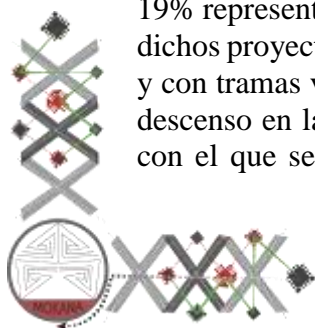 19% represent
dichos proyect
y con tramas v
descenso en la
con el que se
MOKANA